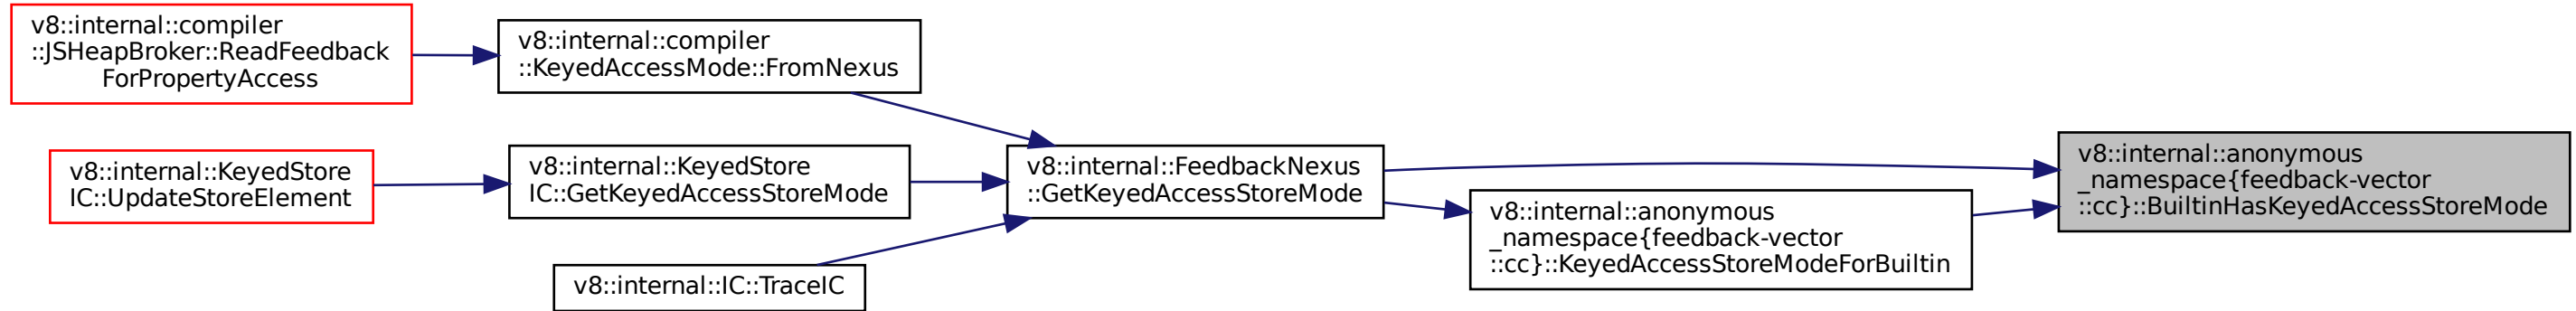 v8::internal::compiler
::JSHeapBroker::ReadFeedback
ForPropertyAccess
v8::internal::compiler
::KeyedAccessMode::FromNexus
v8::internal::KeyedStore
IC::UpdateStoreElement
v8::internal::KeyedStore
IC::GetKeyedAccessStoreMode
v8::internal::IC::TraceIC
v8::internal::FeedbackNexus
::GetKeyedAccessStoreMode
v8::internal::anonymous
_namespace{feedback-vector
::cc}::KeyedAccessStoreModeForBuiltin
v8::internal::anonymous
_namespace{feedback-vector
::cc}::BuiltinHasKeyedAccessStoreMode